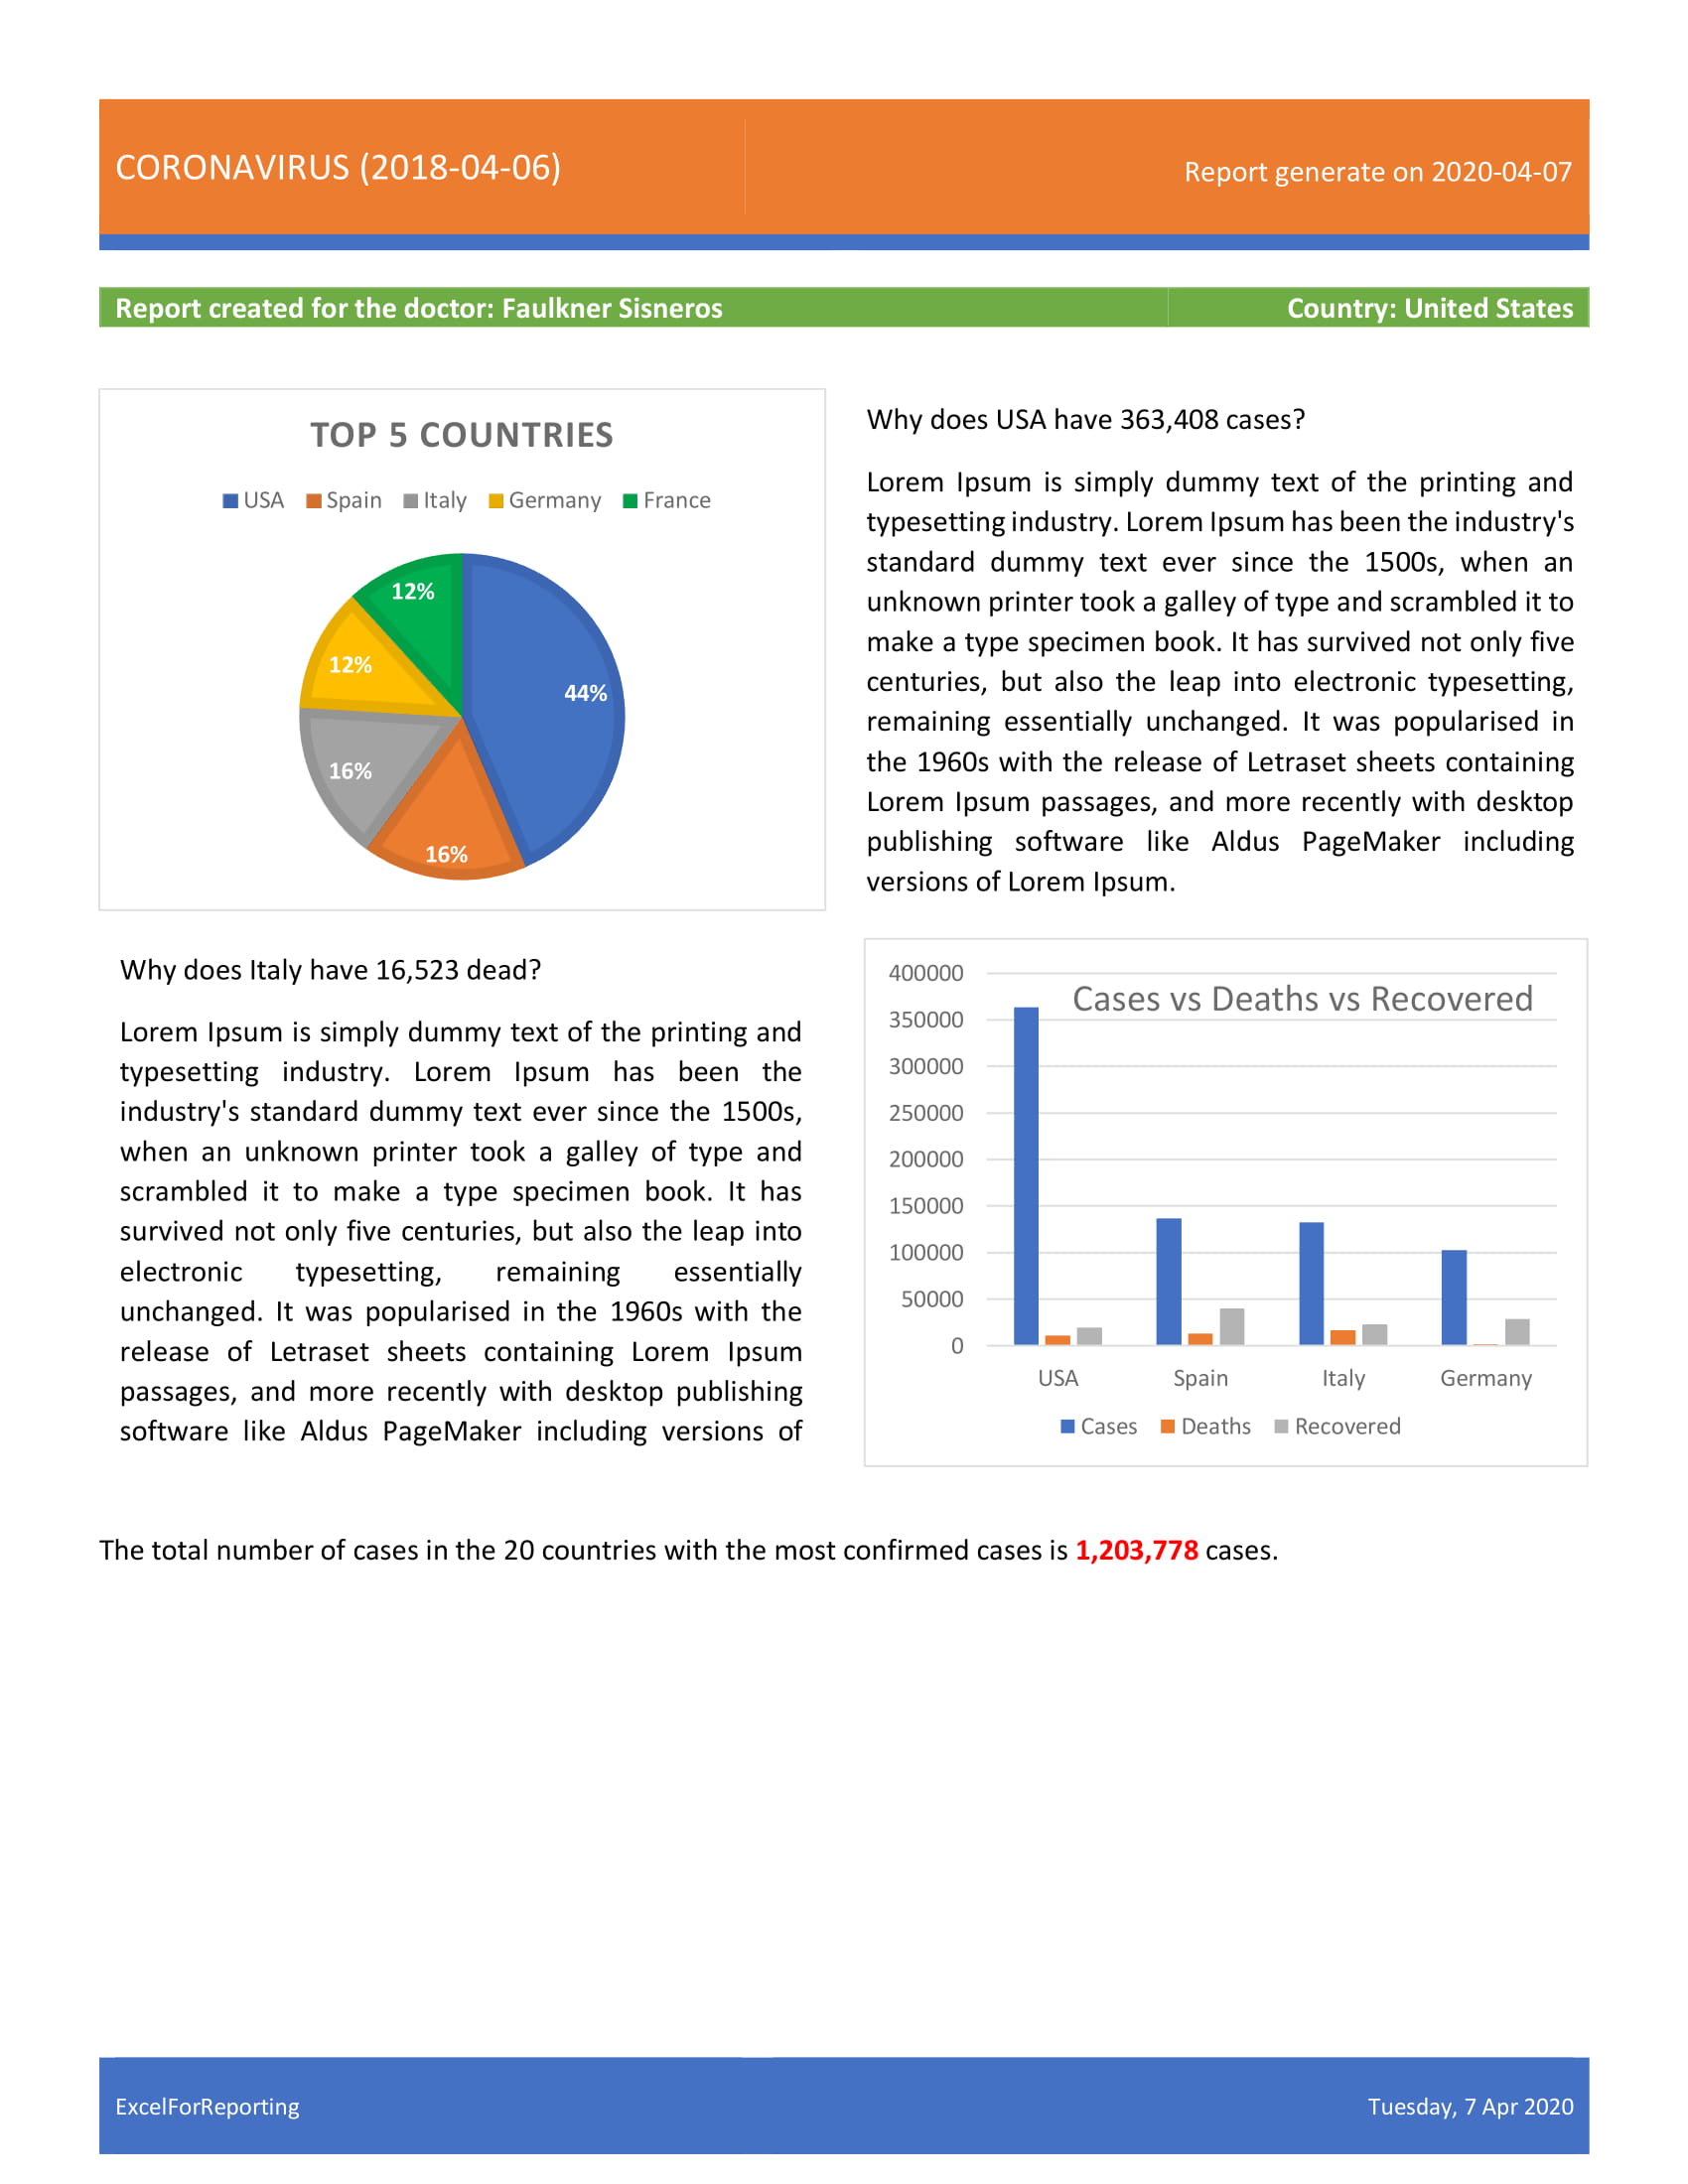 CORONAVIRUS (2018-04-06)
Report generate on 2020-04-07
Report created for the doctor: Faulkner Sisneros
Country: United States
TOP 5 COUNTRIES
USA Spain Italy Germany France
12%
12%
44%
16%
16%
Why does USA have 363,408 cases?
Lorem Ipsum is simply dummy text of the printing and
typesetting industry. Lorem Ipsum has been the industry's
standard dummy text ever since the 1500s, when an
unknown printer took a galley of type and scrambled it to
make a type specimen book. It has survived not only five
centuries, but also the leap into electronic typesetting,
remaining essentially unchanged. It was popularised in
the 1960s with the release of Letraset sheets containing
Lorem Ipsum passages, and more recently with desktop
publishing software like Aldus PageMaker including
versions of Lorem Ipsum.
Why does Italy have 16,523 dead?
Lorem Ipsum is simply dummy text of the printing and
typesetting industry. Lorem Ipsum has been the
industry's standard dummy text ever since the 1500s,
when an unknown printer took a galley of type and
scrambled it to make a type specimen book. It has
survived not only five centuries, but also the leap into
electronic typesetting, remaining essentially
unchanged. It was popularised in the 1960s with the
release of Letraset sheets containing Lorem Ipsum
passages, and more recently with desktop publishing
software like Aldus PageMaker including versions of
Cases vs Deaths vs Recovered
400000
350000
300000
250000
200000
150000
100000
50000
0
USA Spain Italy Germany
Cases Deaths Recovered
The total number of cases in the 20 countries with the most confirmed cases is 1,203,778 cases.
ExcelForReporting
Tuesday, 7 Apr 2020